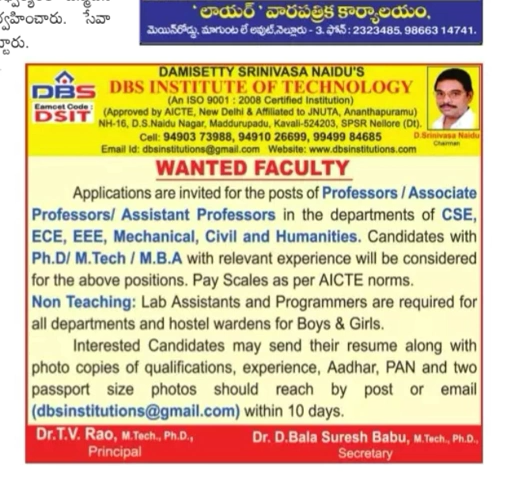 ర్వహించారు. సేవా
న్నారు.
'లాయర్' వారపత్రిక కార్యాలయం,
మెయిన్‌రోడ్డు, మాగుంట లే అవుట్,నెల్లూరు - 3. ఫోన్ : 2323485, 98663 14741.
DBS
Eamcet Code :
DSIT
DAMISETTY SRINIVASA NAIDU'S
DBS INSTITUTE OF TECHNOLOGY
(An ISO 9001 : 2008 Certified Institution)
(Approved by AICTE, New Delhi & Affiliated to JNUTA, Ananthapuramu)
NH-16, D.S.Naidu Nagar, Maddurupadu, Kavali-524203, SPSR Nellore (Dt).
Cell: 94903 73988, 94910 26699, 99499 84685
Email Id: dbsinstitutions@gmail.com Website: www.dbsinstitutions.com
D.Srinivasa Naidu
Chairman
WANTED FACULTY
Applications are invited for the posts of Professors / Associate
Professors/ Assistant Professors in the departments of CSE,
ECE, EEE, Mechanical, Civil and Humanities. Candidates with
Ph.D/ M.Tech / M.B.A with relevant experience will be considered
for the above positions. Pay Scales as per AICTE norms.
Non Teaching: Lab Assistants and Programmers are required for
all departments and hostel wardens for Boys & Girls.
Interested Candidates may send their resume along with
photo copies of qualifications, experience, Aadhar, PAN and two
passport size photos should reach by post or email
(dbsinstitutions@gmail.com) within 10 days.
Dr.T.V. Rao, M.Tech., Ph.D.,
Principal
Dr. D.Bala Suresh Babu, M.Tech., Ph.D.,
Secretary